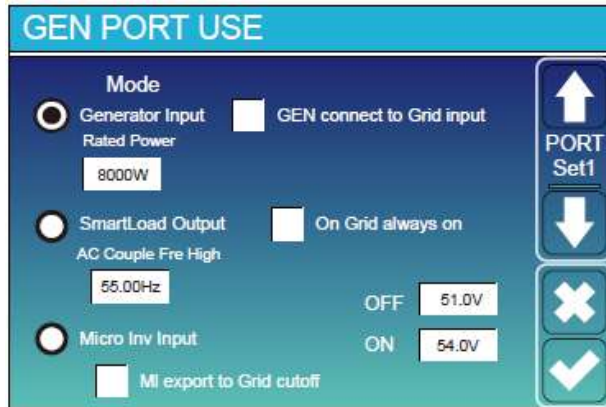 GEN PORT USE
Mode
Generator Input
GEN connect to Grid input
Rated Power
8000W
PORT
Set1
SmartLoad Output
On Grid always on
AC Couple Fre High
55.00Hz
OFF
51.0V
Micro Inv Input
ON
54.0V
MI export to Grid cutoff